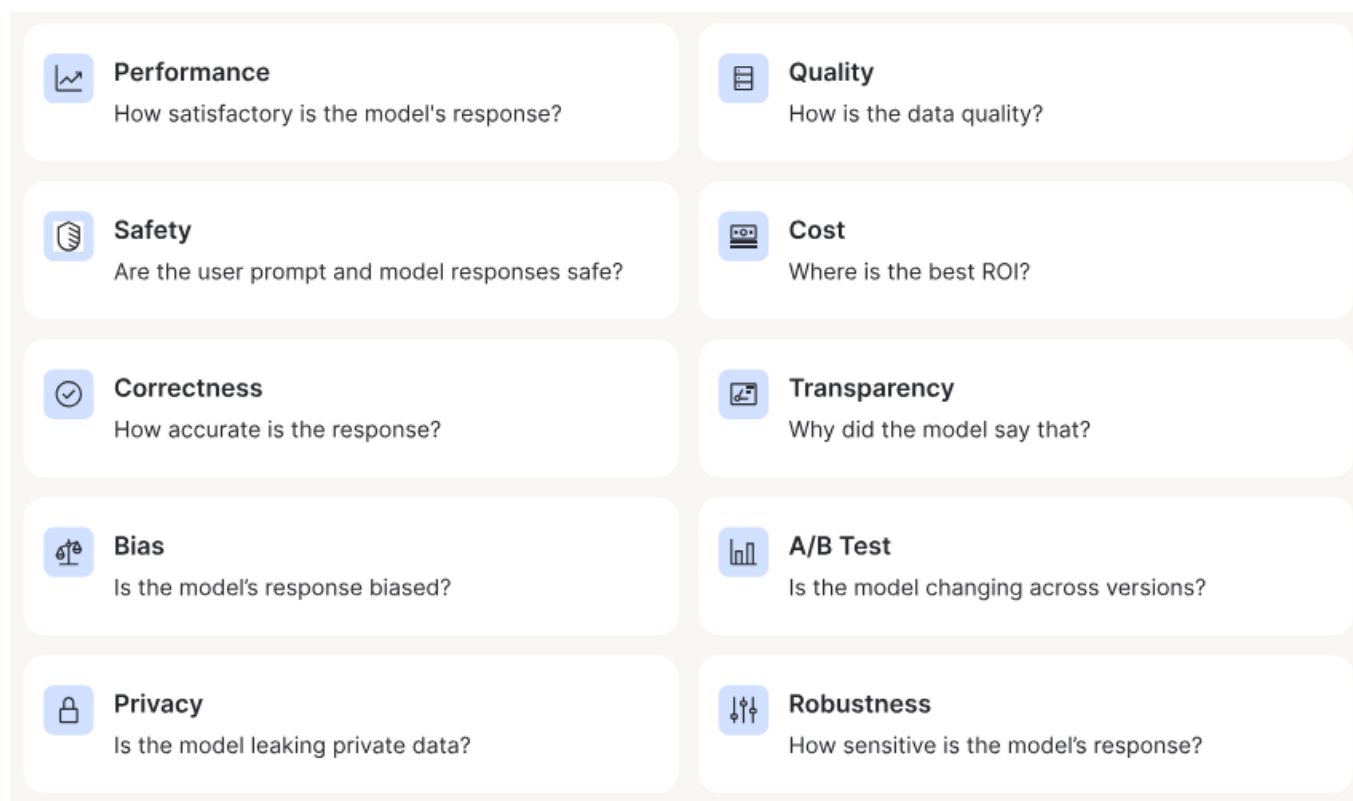 Performance
How satisfactory is the model's response?
Quality
How is the data quality?
Safety
Are the user prompt and model responses safe?
Cost
Where is the best ROI?
Correctness
How accurate is the response?
Transparency
Why did the model say that?
Bias
Is the model’s response biased?
A/B Test
Is the model changing across versions?
Privacy
Is the model leaking private data?
Robustness
How sensitive is the model’s response?